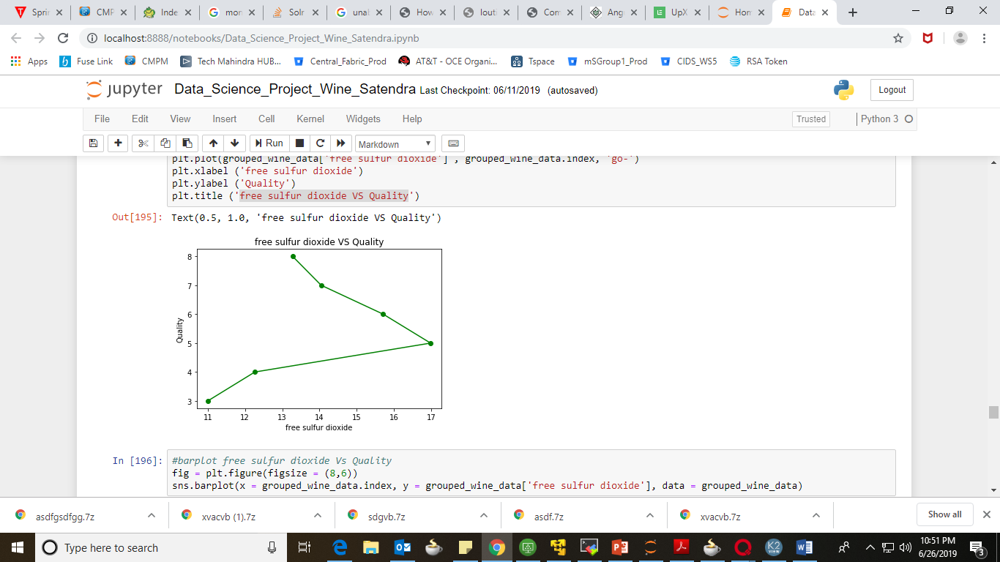 Sprin CMP Inde mor Solr unal How louti Com Ang UpX Hom Data
localhost:8888/notebooks/Data_Science_Project_Wine_Satendra.ipynb
Apps Fuse Link CMPM Tech Mahindra HUB... Central_Fabric_Prod AT&T - OCE Organi... Tspace mSGroup1_Prod CIDS_WS5 RSA Token
jupyter Data_Science_Project_Wine_Satendra Last Checkpoint: 06/11/2019 (autosaved) Logout
File Edit View Insert Cell Kernel Widgets Help Trusted Python 3
Run Markdown
plt.plot(grouped_wine_data['free sulfur dioxide'] , grouped_wine_data.index, 'go-')
plt.xlabel ('free sulfur dioxide')
plt.ylabel ('Quality')
plt.title ('free sulfur dioxide VS Quality')
Out[195]: Text(0.5, 1.0, 'free sulfur dioxide VS Quality')
free sulfur dioxide VS Quality
8
7
6
Quality
5
4
3
11 12 13 14 15 16 17
free sulfur dioxide
In [196]: #barplot free sulfur dioxide Vs Quality
fig = plt.figure(figsize = (8,6))
sns.barplot(x = grouped_wine_data.index, y = grouped_wine_data['free sulfur dioxide'], data = grouped_wine_data)
asdfgsdfgg.7z xvacvb (1).7z sdgvb.7z asdf.7z xvacvb.7z Show all
Type here to search
10:51 PM
6/26/2019
3